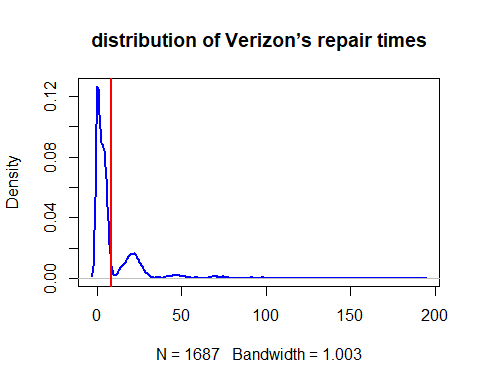 distribution of Verizon’s repair times
Density
0.12
0.08
0.04
0.00
0 50 100 150 200
N = 1687 Bandwidth = 1.003